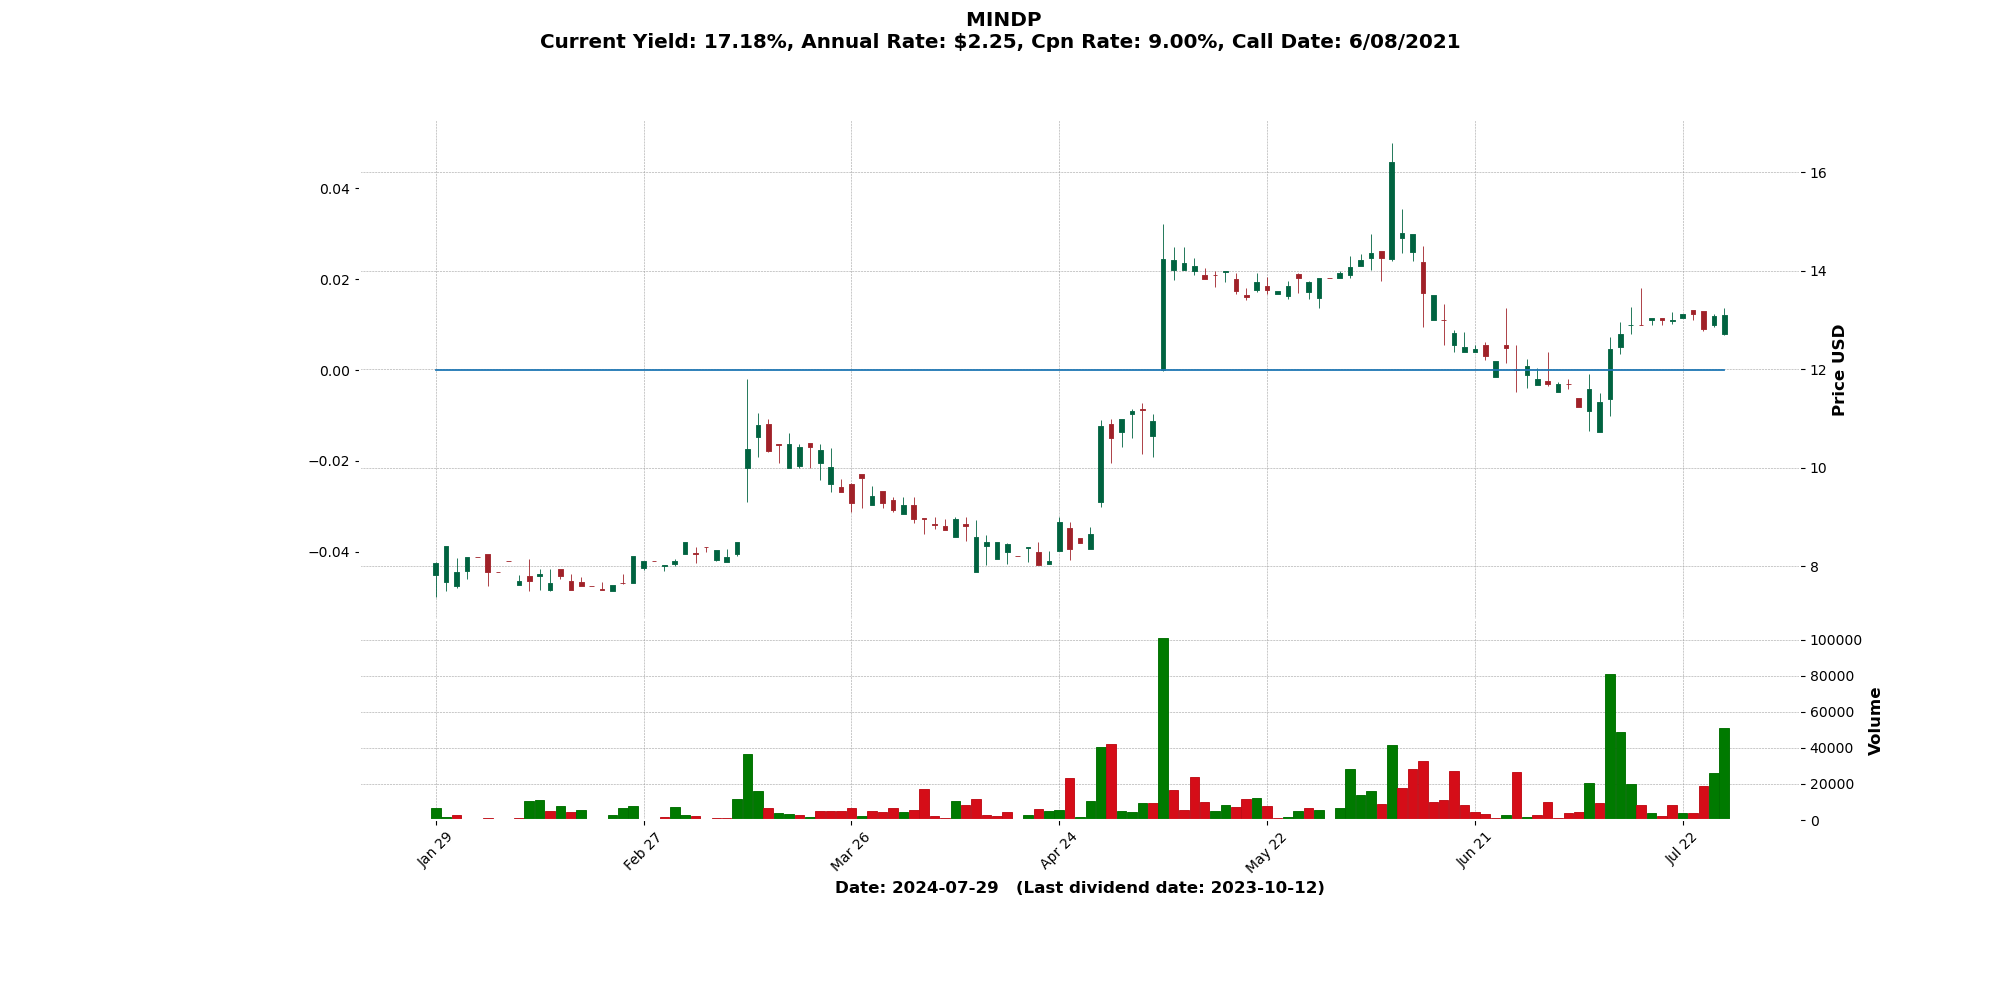 MINDP
Current Yield: 17.18%, Annual Rate: $2.25, Cpn Rate: 9.00%, Call Date: 6/08/2021
0.04
0.02
0.00
−0.02
−0.04
16
14
12
10
8
Price USD
100000
80000
60000
40000
20000
0
Volume
Jan 29
Feb 27
Mar 26
Apr 24
May 22
Jun 21
Jul 22
Date: 2024-07-29 (Last dividend date: 2023-10-12)